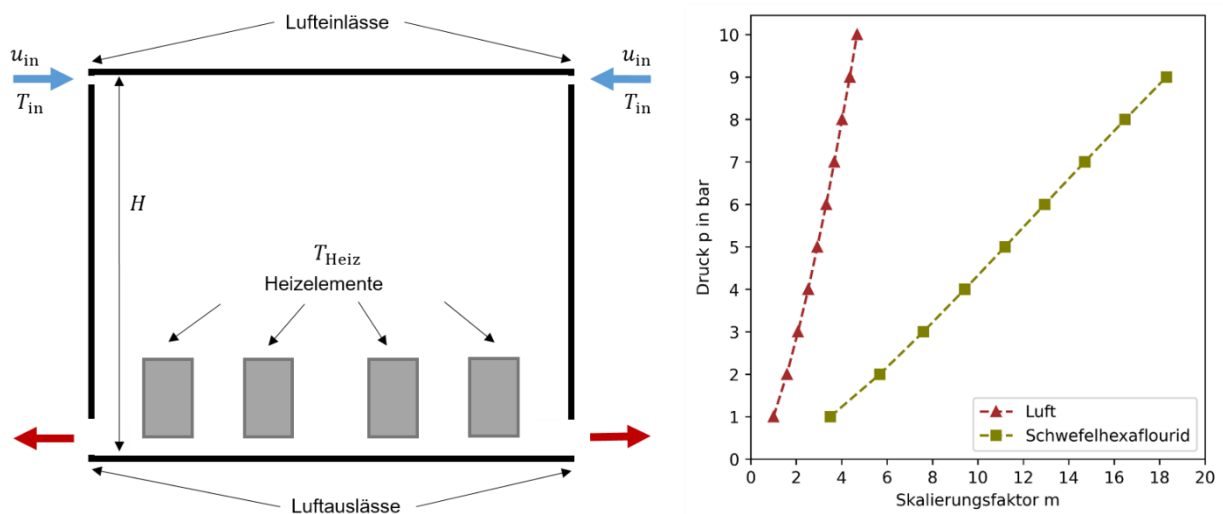 Lufteinlässe
u_in
u_in
T_in
T_in
H
T_Heiz
Heizelemente
Luftauslässe
Druck p in bar
10
9
8
7
6
5
4
3
2
1
0
0 2 4 6 8 10 12 14 16 18 20
Skalierungsfaktor m
Luft
Schwefelhexaflourid